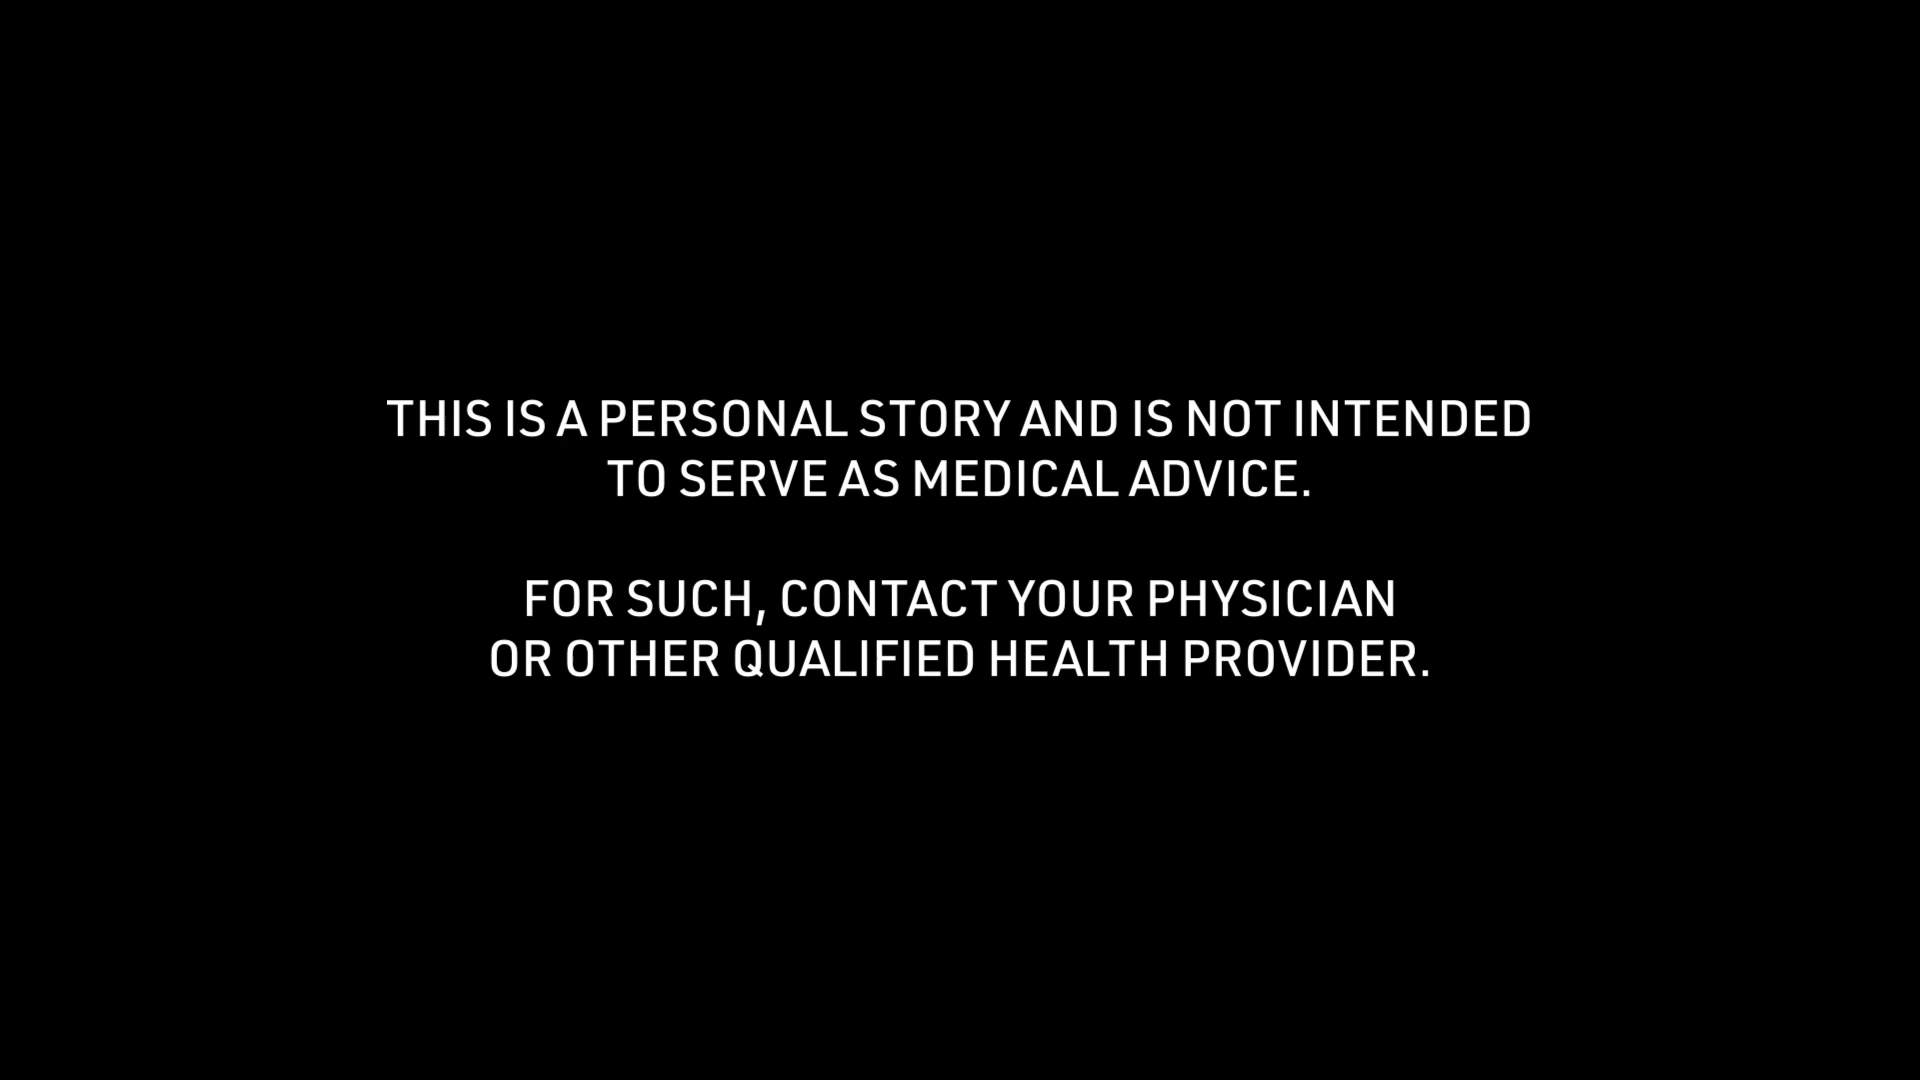 THIS IS A PERSONAL STORY AND IS NOT INTENDED
TO SERVE AS MEDICAL ADVICE.
FOR SUCH, CONTACT YOUR PHYSICIAN
OR OTHER QUALIFIED HEALTH PROVIDER.